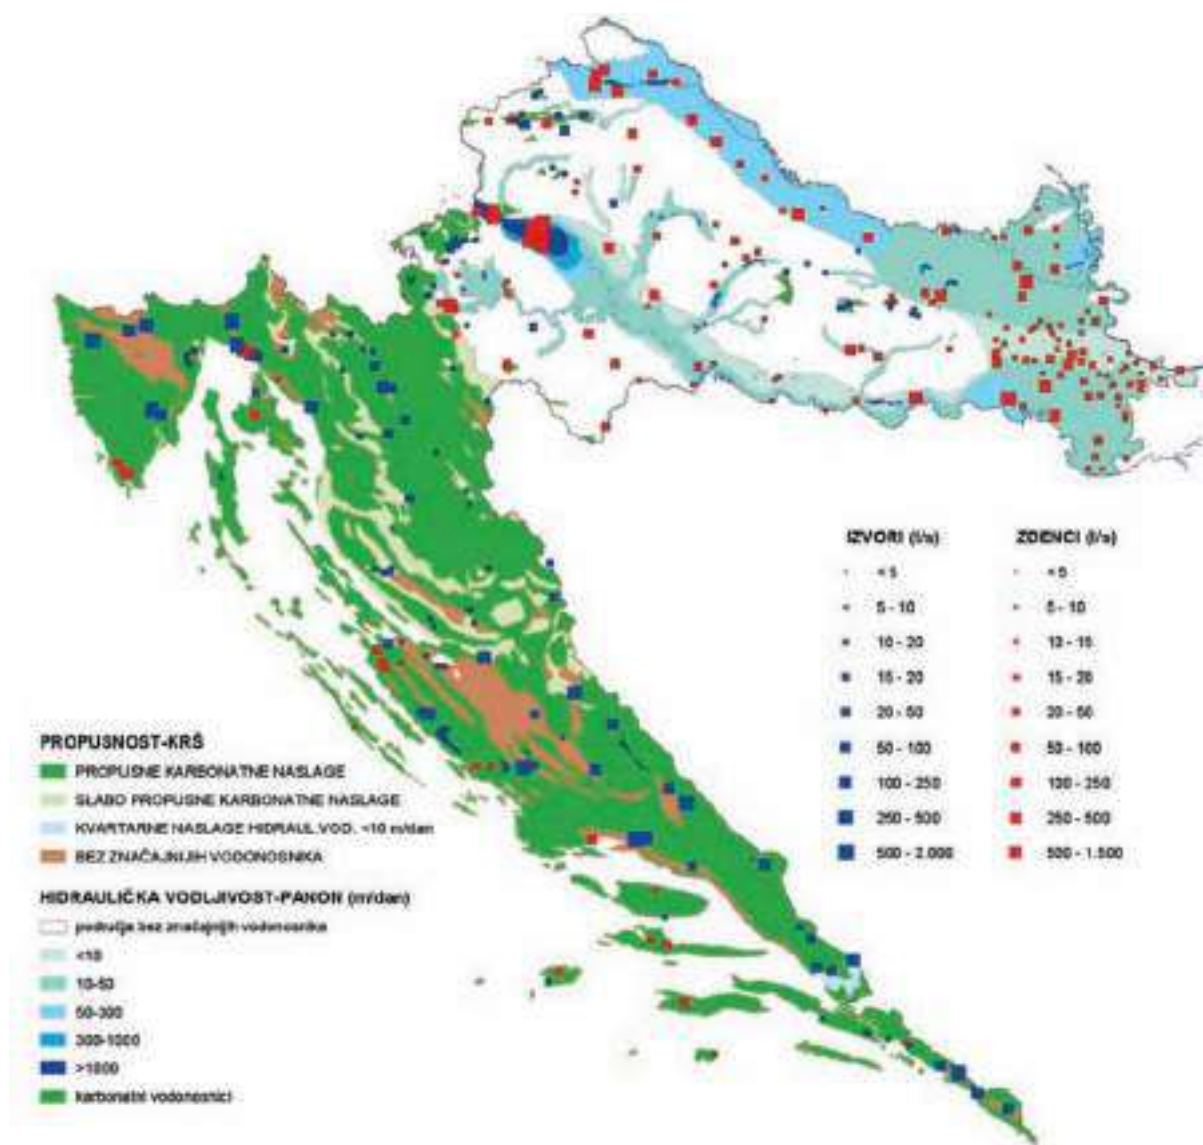 IZVORI (l/s)
< 5
5 - 10
10 - 20
15 - 20
20 - 50
50 - 100
100 - 250
250 - 500
500 - 2.000
ZDENCI (l/s)
< 5
5 - 10
10 - 15
15 - 20
20 - 50
50 - 100
100 - 250
250 - 500
500 - 1.500
PROPUSNOST-KRŠ
PROPUSNE KARBONATNE NASLAGE
SLABO PROPUSNE KARBONATNE NASLAGE
KVARTARNE NASLAGE HIDRAUL.VOD. <10 m/dan
BEZ ZNAČAJNIJIH VODONOSNIKA
HIDRAULIČKA VODLJIVOST-PANON (m/dan)
područja bez značajnijih vodonosnika
<10
10-50
50-300
300-1000
>1000
karbonatni vodonosnici